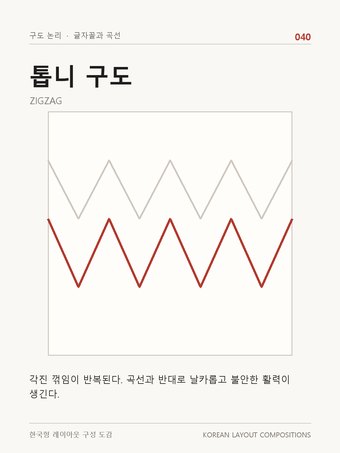 구도 논리 · 글자꼴과 곡선
040
톱니 구도
ZIGZAG
각진 꺾임이 반복된다. 곡선과 반대로 날카롭고 불안한 활력이
생긴다.
한국형 레이아웃 구성 도감
KOREAN LAYOUT COMPOSITIONS